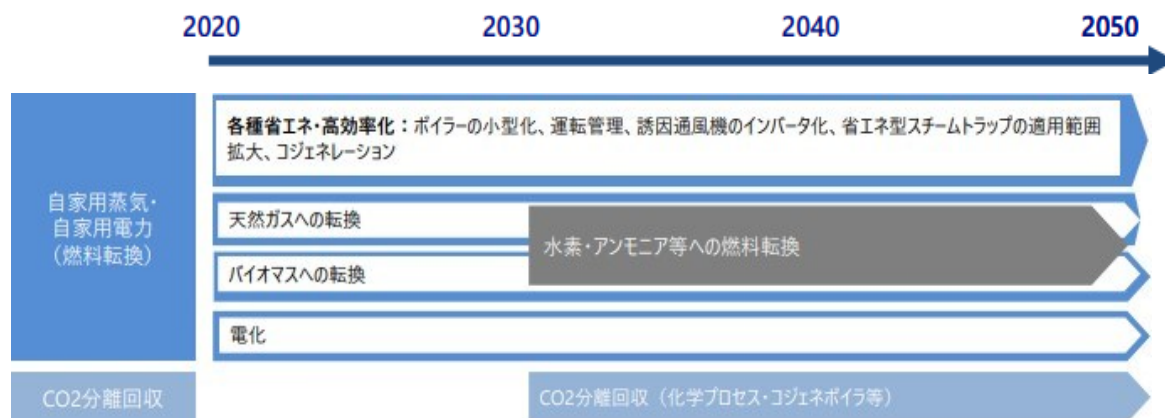 2020 2030 2040 2050
各種省エネ・高効率化：ボイラーの小型化、運転管理、誘因通風機のインバータ化、省エネ型スチームトラップの適用範囲
拡大、コジェネレーション
自家用蒸気・
自家用電力
（燃料転換）
天然ガスへの転換
水素・アンモニア等への燃料転換
バイオマスへの転換
電化
CO2分離回収
CO2分離回収（化学プロセス・コジェネボイラ等）